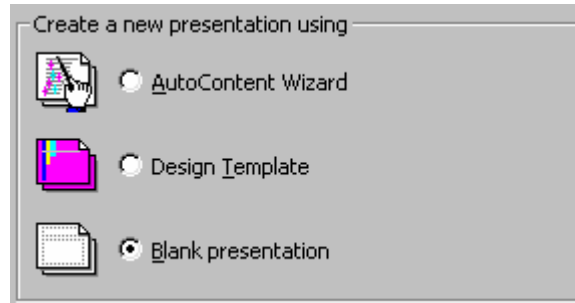 Create a new presentation using
AutoContent Wizard
Design Template
Blank presentation